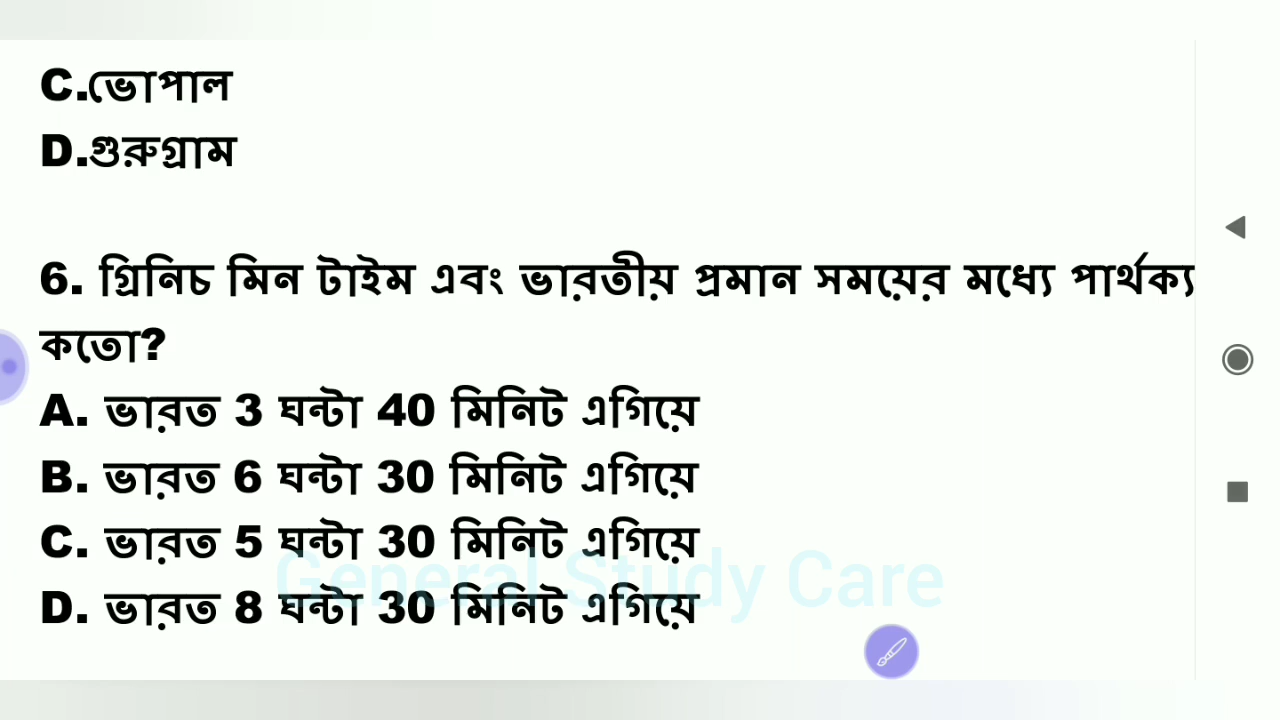 C.ভোপাল
D.গুরুগ্রাম
6. গ্রিনিচ মিন টাইম এবং ভারতীয় প্রমান সময়ের মধ্যে পার্থক্য
কতো?
A. ভারত 3 ঘন্টা 40 মিনিট এগিয়ে
B. ভারত 6 ঘন্টা 30 মিনিট এগিয়ে
C. ভারত 5 ঘন্টা 30 মিনিট এগিয়ে
General Study Care
D. ভারত 8 ঘন্টা 30 মিনিট এগিয়ে